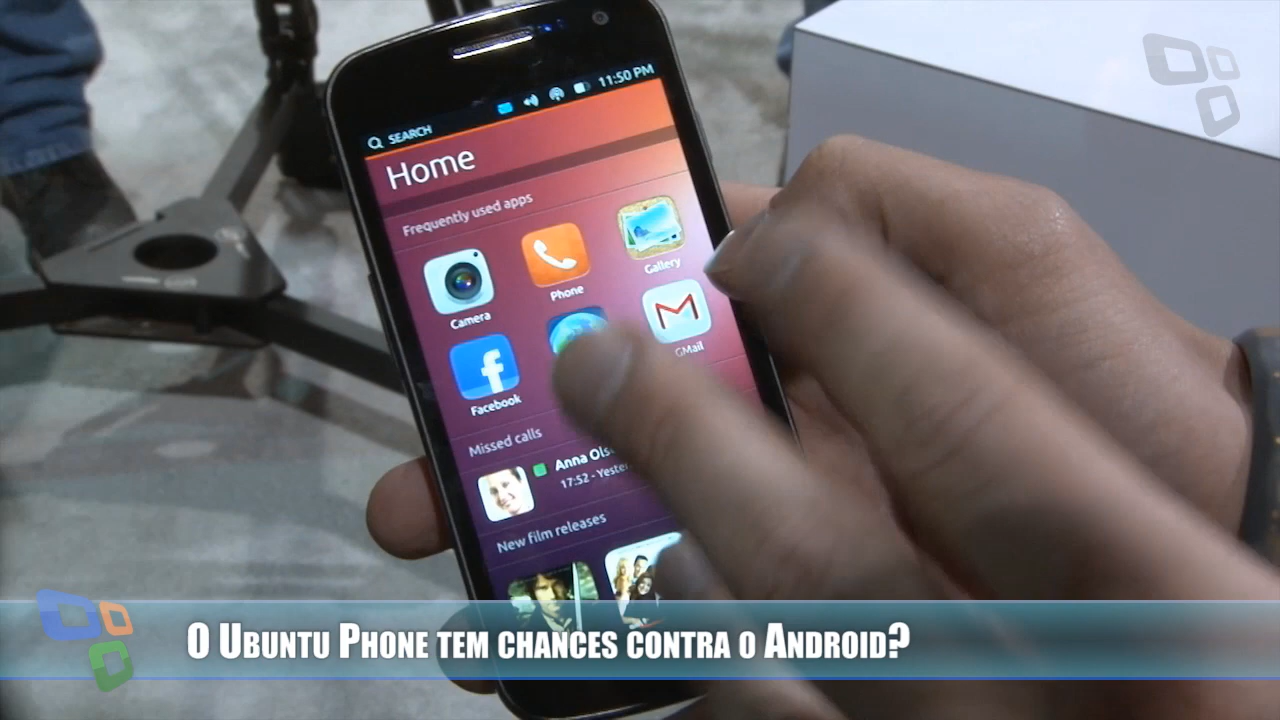 SEARCH
11:50 PM
Home
Frequently used apps
Camera
Phone
Gallery
Facebook
GMail
Missed calls
Anna
17:52 -
New film releases
O UBUNTU PHONE TEM CHANCES CONTRA O ANDROID?